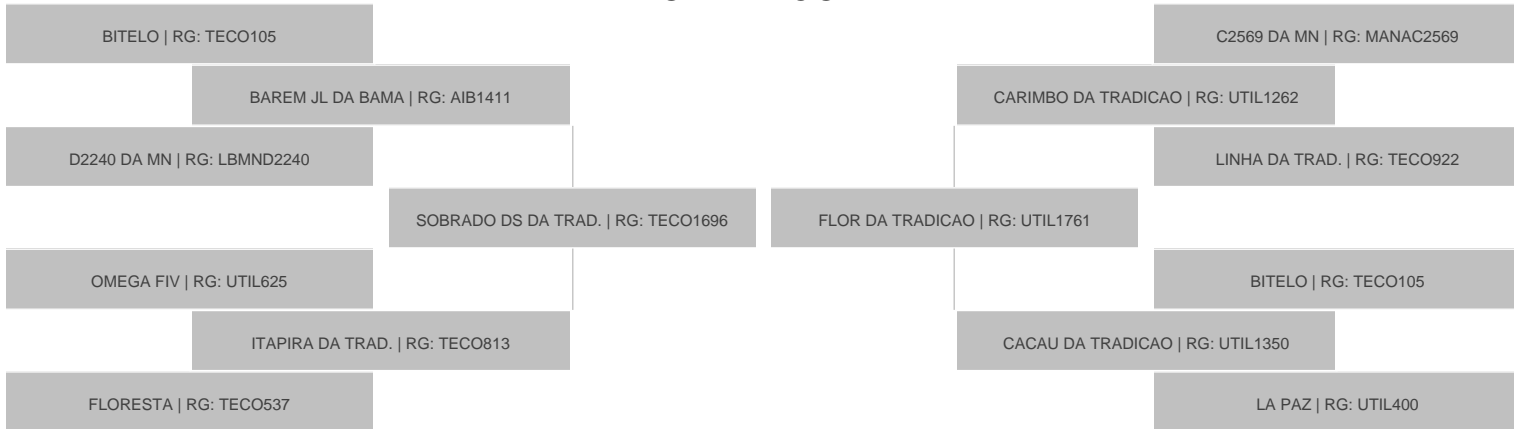 BITELO | RG: TECO105
C2569 DA MN | RG: MANAC2569
BAREM JL DA BAMA | RG: AIB1411
CARIMBO DA TRADICAO | RG: UTIL1262
D2240 DA MN | RG: LBMND2240
LINHA DA TRAD. | RG: TECO922
SOBRADO DS DA TRAD. | RG: TECO1696
FLOR DA TRADICAO | RG: UTIL1761
OMEGA FIV | RG: UTIL625
BITELO | RG: TECO105
ITAPIRA DA TRAD. | RG: TECO813
CACAU DA TRADICAO | RG: UTIL1350
FLORESTA | RG: TECO537
LA PAZ | RG: UTIL400